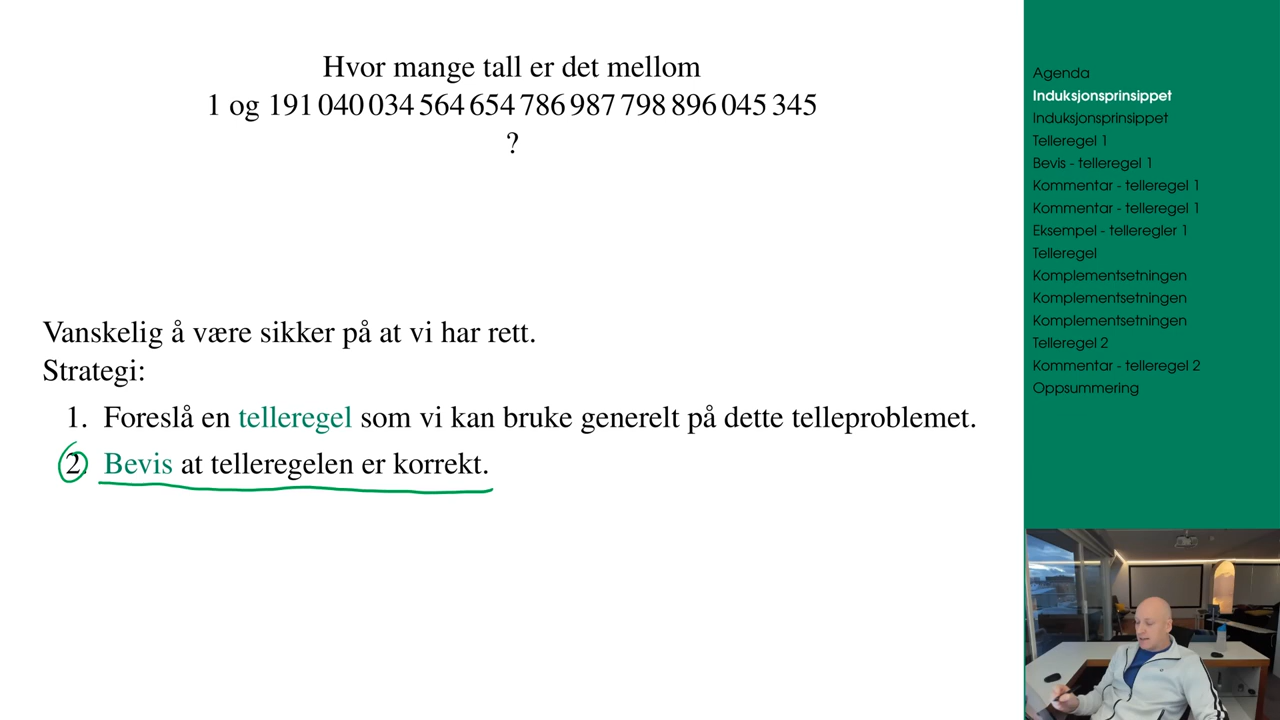 Hvor mange tall er det mellom
1 og 191 040 034 564 654 786 987 798 896 045 345
?
Vanskelig å være sikker på at vi har rett.
Strategi:
1. Foreslå en telleregel som vi kan bruke generelt på dette telleproblemet.
2. Bevis at telleregelen er korrekt.
Agenda
Induksjonsprinsippet
Induksjonsprinsippet
Telleregel 1
Bevis - telleregel 1
Kommentar - telleregel 1
Kommentar - telleregel 1
Eksempel - telleregler 1
Telleregel
Komplementsetningen
Komplementsetningen
Komplementsetningen
Telleregel 2
Kommentar - telleregel 2
Oppsummering